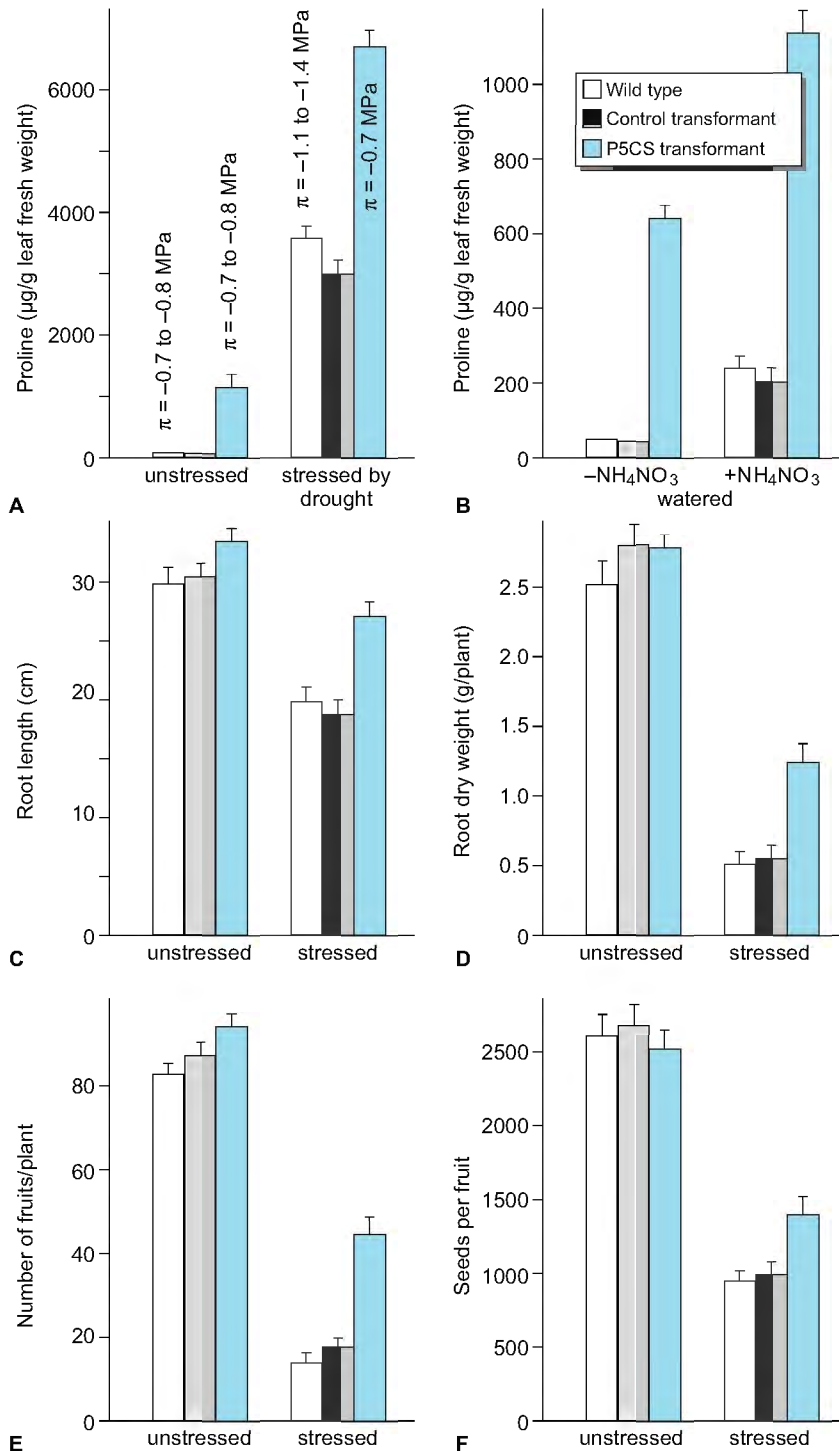 Proline (µg/g leaf fresh weight)
6000
4000
2000
0
π = –0.7 to –0.8 MPa
π = –0.7 to –0.8 MPa
π = –1.1 to –1.4 MPa
π = –0.7 MPa
unstressed
stressed by
drought
A
Proline (µg/g leaf fresh weight)
1000
800
600
400
200
0
Wild type
Control transformant
P5CS transformant
–NH4NO3
+NH4NO3
watered
B
Root length (cm)
30
20
10
0
unstressed
stressed
C
Root dry weight (g/plant)
2.5
2.0
1.5
1.0
0.5
0
unstressed
stressed
D
Number of fruits/plant
80
60
40
20
0
unstressed
stressed
E
Seeds per fruit
2500
2000
1500
1000
500
0
unstressed
stressed
F